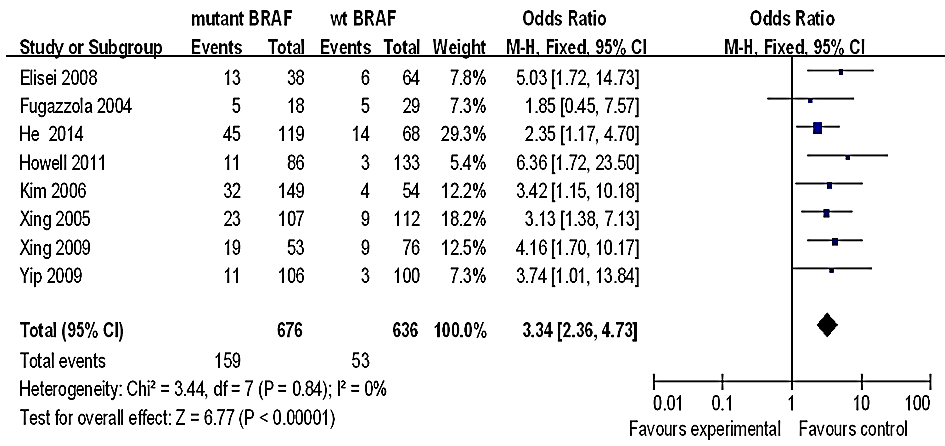 mutant BRAF wt BRAF Odds Ratio Odds Ratio
Study or Subgroup Events Total Events Total Weight M-H, Fixed, 95% CI M-H, Fixed, 95% CI
Elisei 2008 13 38 6 64 7.8% 5.03 [1.72, 14.73]
Fugazzola 2004 5 18 5 29 7.3% 1.85 [0.45, 7.57]
He 2014 45 119 14 68 29.3% 2.35 [1.17, 4.70]
Howell 2011 11 86 3 133 5.4% 6.36 [1.72, 23.50]
Kim 2006 32 149 4 54 12.2% 3.42 [1.15, 10.18]
Xing 2005 23 107 9 112 18.2% 3.13 [1.38, 7.13]
Xing 2009 19 53 9 76 12.5% 4.16 [1.70, 10.17]
Yip 2009 11 106 3 100 7.3% 3.74 [1.01, 13.84]
Total (95% CI) 676 636 100.0% 3.34 [2.36, 4.73]
Total events 159 53
Heterogeneity: Chi² = 3.44, df = 7 (P = 0.84); I² = 0%
Test for overall effect: Z = 6.77 (P < 0.00001)
0.01 0.1 1 10 100
Favours experimental Favours control